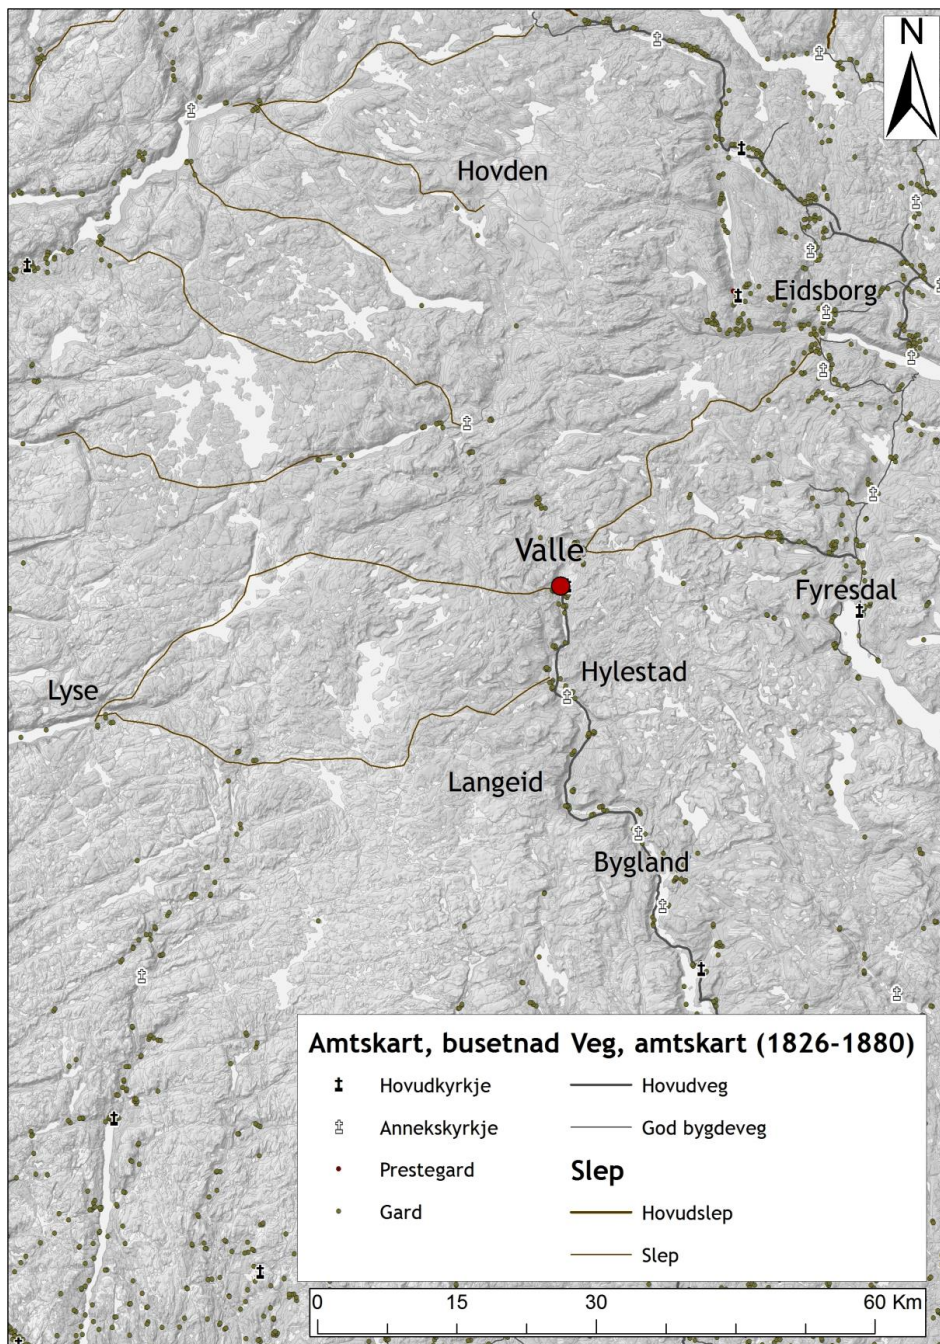 N
Hovden
Eidsborg
Valle
Fyresdal
Hylestad
Lyse
Langeid
Bygland
Amtskart, busetnad
Hovudkyrkje
Annekskyrkje
Prestegard
Gard
Veg, amtskart (1826-1880)
Hovudveg
God bygdeveg
Slep
Hovudslep
Slep
0 15 30 60 Km